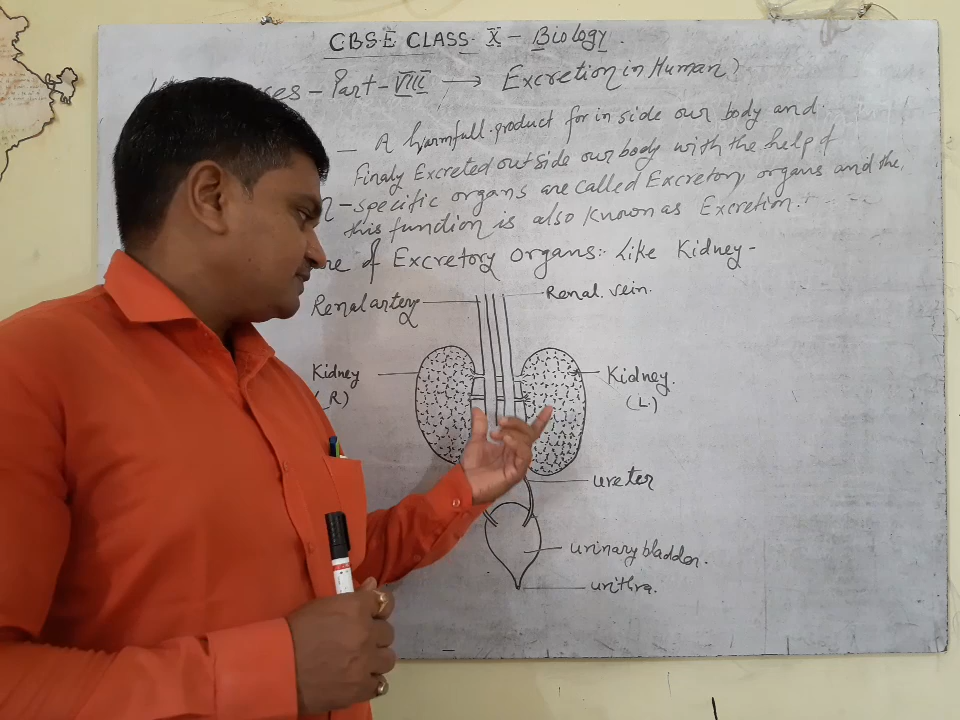 CBSE CLASS X - Biology.
Part - VIII → Excretion in Human?
— A harmfull product for in side our body and
Finaly Excreted outside our body with the help of
specific organs are called Excretory organs and the
this function is also Known as Excretion.
of Excretory organs:- Like Kidney -
Renal artery
Renal vein.
Kidney
(R)
Kidney.
(L)
ureter
urinary bladder.
urithra.